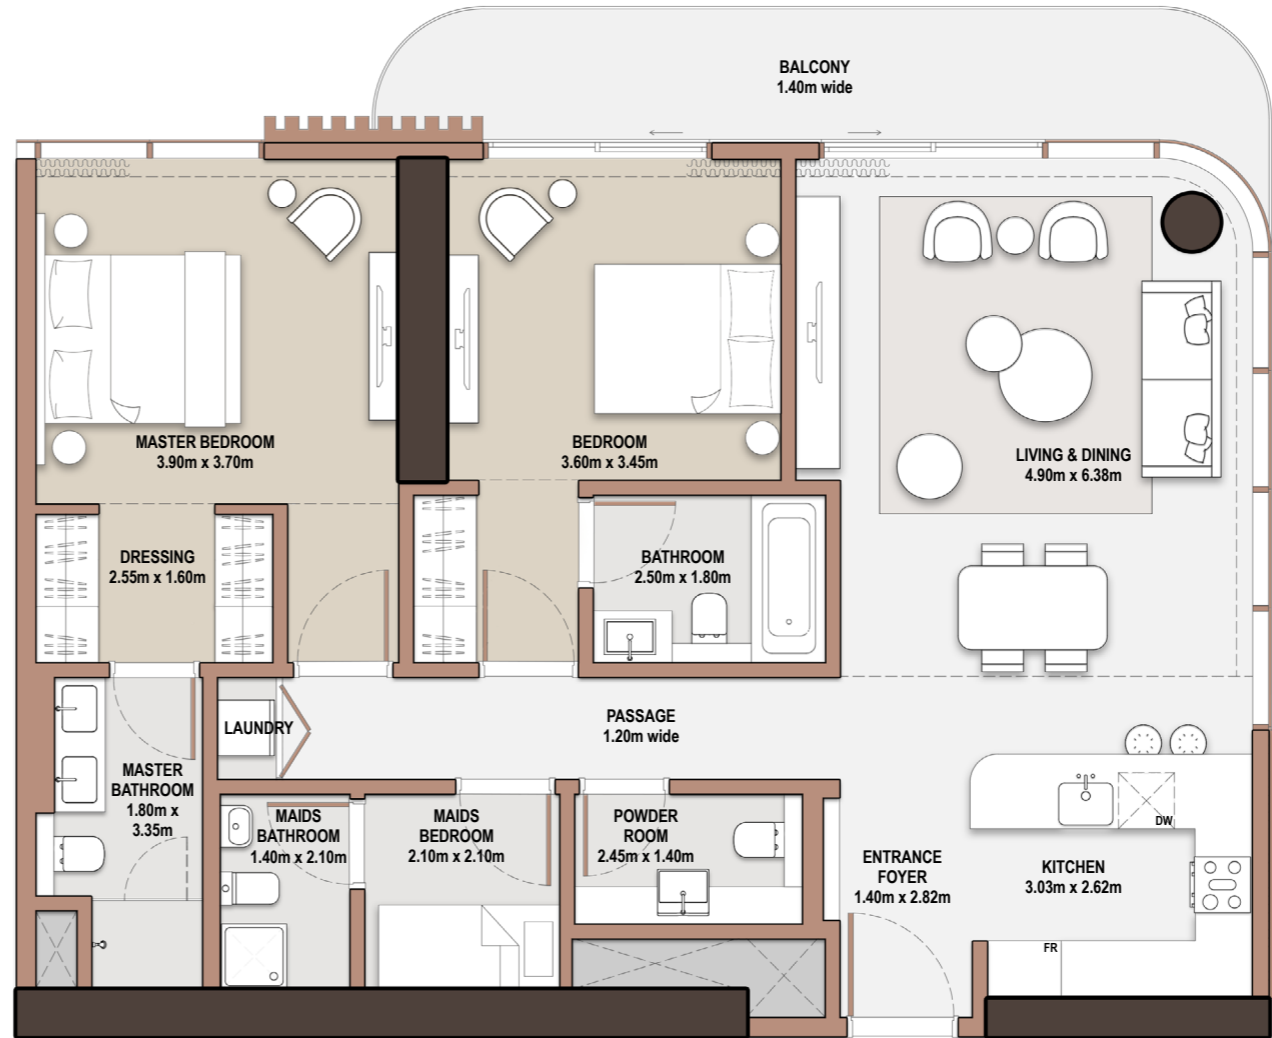 BALCONY
1.40m wide
MASTER BEDROOM
3.90m x 3.70m
BEDROOM
3.60m x 3.45m
LIVING & DINING
4.90m x 6.38m
DRESSING
2.55m x 1.60m
BATHROOM
2.50m x 1.80m
LAUNDRY
PASSAGE
1.20m wide
MASTER
BATHROOM
1.80m x
3.35m
MAIDS
BATHROOM
1.40m x 2.10m
MAIDS
BEDROOM
2.10m x 2.10m
POWDER
ROOM
2.45m x 1.40m
ENTRANCE
FOYER
1.40m x 2.82m
KITCHEN
3.03m x 2.62m
DW
FR